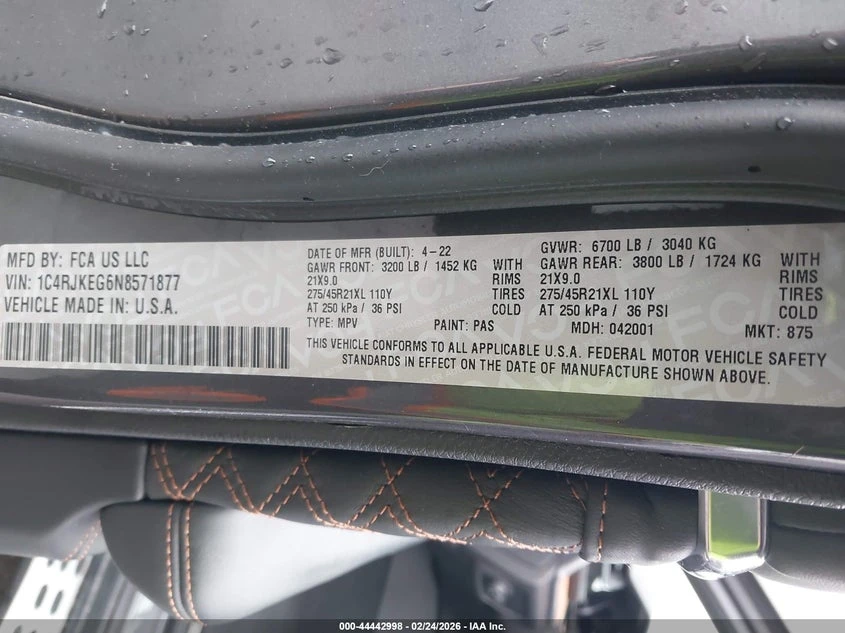 MFD BY: FCA US LLC
VIN: 1C4RJKEG6N8571877
VEHICLE MADE IN: U.S.A.
DATE OF MFR (BUILT): 4-22
GVWR: 6700 LB / 3040 KG
GAWR FRONT: 3200 LB / 1452 KG WITH
GAWR REAR: 3800 LB / 1724 KG WITH
21X9.0 RIMS
21X9.0 RIMS
275/45R21XL 110Y TIRES
275/45R21XL 110Y TIRES
AT 250 kPa / 36 PSI COLD
AT 250 kPa / 36 PSI COLD
TYPE: MPV PAINT: PAS MDH: 042001 MKT: 875
THIS VEHICLE CONFORMS TO ALL APPLICABLE U.S.A. FEDERAL MOTOR VEHICLE SAFETY
STANDARDS IN EFFECT ON THE DATE OF MANUFACTURE SHOWN ABOVE.
000-44442998 - 02/24/2026 - IAA Inc.